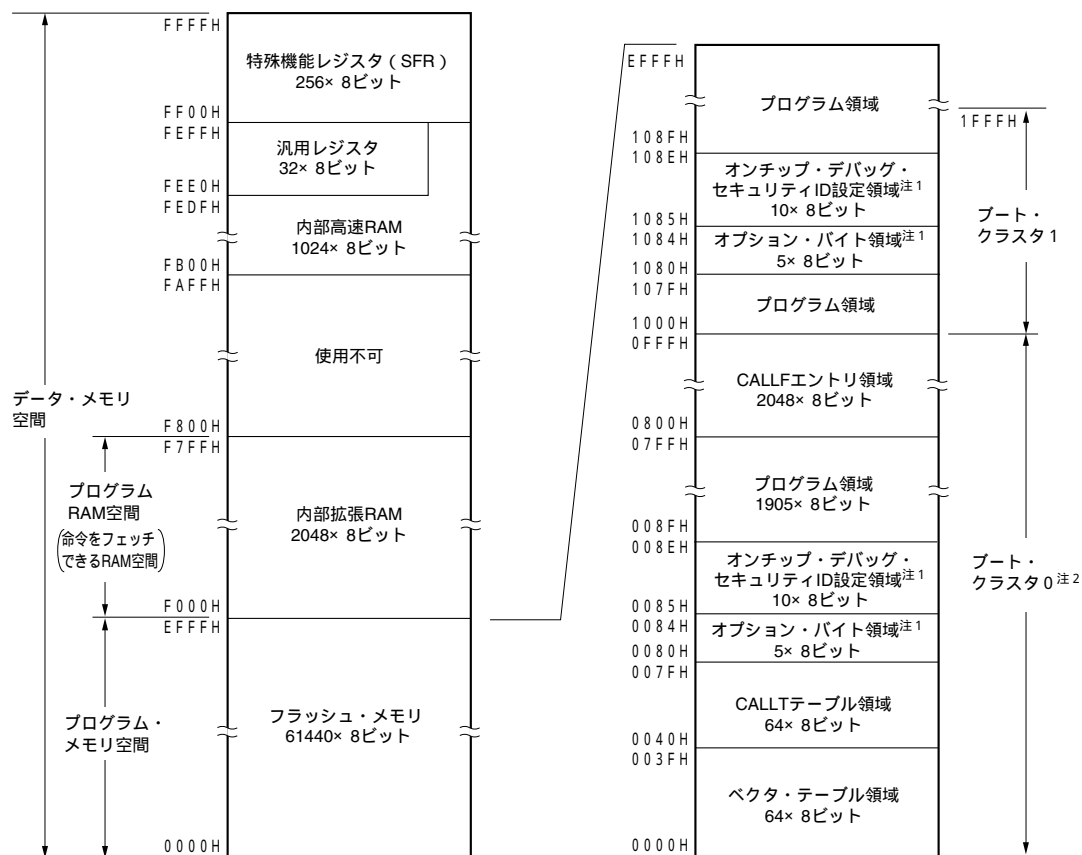 FFFFH
特殊機能レジスタ（SFR）
256× 8ビット
FF00H
FEFFH
汎用レジスタ
32× 8ビット
FEE0H
FEDFH
内部高速RAM
1024× 8ビット
FB00H
FAFFH
使用不可
データ・メモリ
空間
F800H
F7FFH
プログラム
RAM空間
命令をフェッチ
できるRAM空間
内部拡張RAM
2048× 8ビット
F000H
EFFFH
プログラム・
メモリ空間
フラッシュ・メモリ
61440× 8ビット
0000H
EFFFH
プログラム領域
1FFFH
108FH
108EH
オンチップ・デバッグ・
セキュリティID設定領域注1
10× 8ビット
1085H
1084H
オプション・バイト領域注1
5× 8ビット
1080H
107FH
プログラム領域
1000H
0FFFH
ブート・
クラスタ1
CALLFエントリ領域
2048× 8ビット
0800H
07FFH
プログラム領域
1905× 8ビット
008FH
008EH
オンチップ・デバッグ・
セキュリティID設定領域注1
10× 8ビット
0085H
0084H
オプション・バイト領域注1
5× 8ビット
0080H
007FH
ブート・
クラスタ0注2
CALLTテーブル領域
64× 8ビット
0040H
003FH
ベクタ・テーブル領域
64× 8ビット
0000H